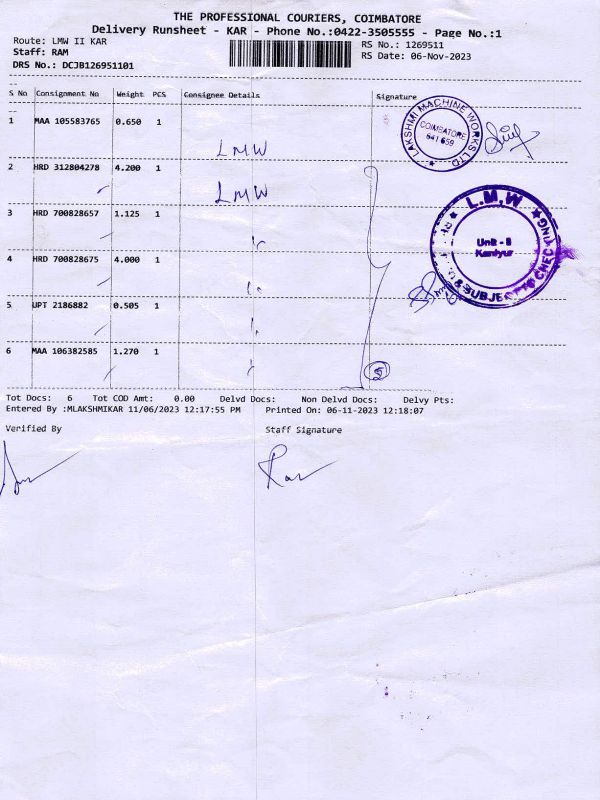 THE PROFESSIONAL COURIERS, COIMBATORE
Delivery Runsheet - KAR - Phone No.:0422-3505555 - Page No.:1
Route: LMW II KAR
RS No.: 1269511
Staff: RAM
RS Date: 06-Nov-2023
DRS No.: DCJB126951101
S No Consignment No Weight PCS Consignee Details Signature
1 MAA 105583765 0.650 1 LMW
LAKSHMI MACHINE WORKS LTD
COIMBATORE
641 659
2 HRD 312804278 4.200 1 LMW
L.M.W
Unit - II
Kaniyur
SUBJECT TO CHECKING
3 HRD 700828657 1.125 1
4 HRD 700828675 4.000 1
5 UPT 2186882 0.505 1
6 MAA 106382585 1.270 1
Tot Docs: 6 Tot COD Amt: 0.00 Delvd Docs: Non Delvd Docs: Delvy Pts:
Entered By :MLAKSHMIKAR 11/06/2023 12:17:55 PM Printed On: 06-11-2023 12:18:07
Verified By Staff Signature